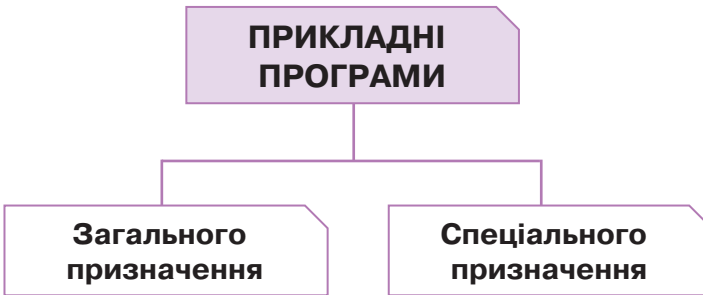 ПРИКЛАДНІ
ПРОГРАМИ
Загального
призначення
Спеціального
призначення